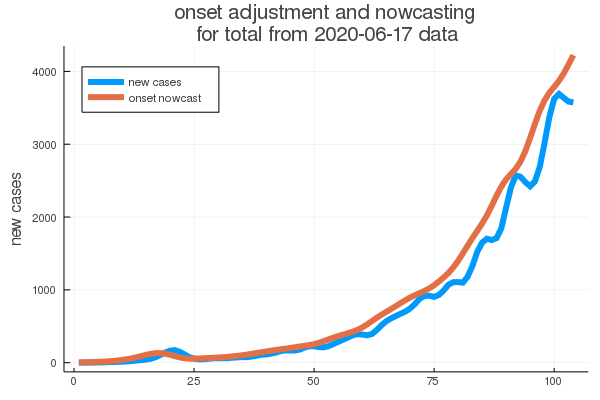 onset adjustment and nowcasting
for total from 2020-06-17 data
new cases
onset nowcast
new cases
4000
3000
2000
1000
0
0 25 50 75 100